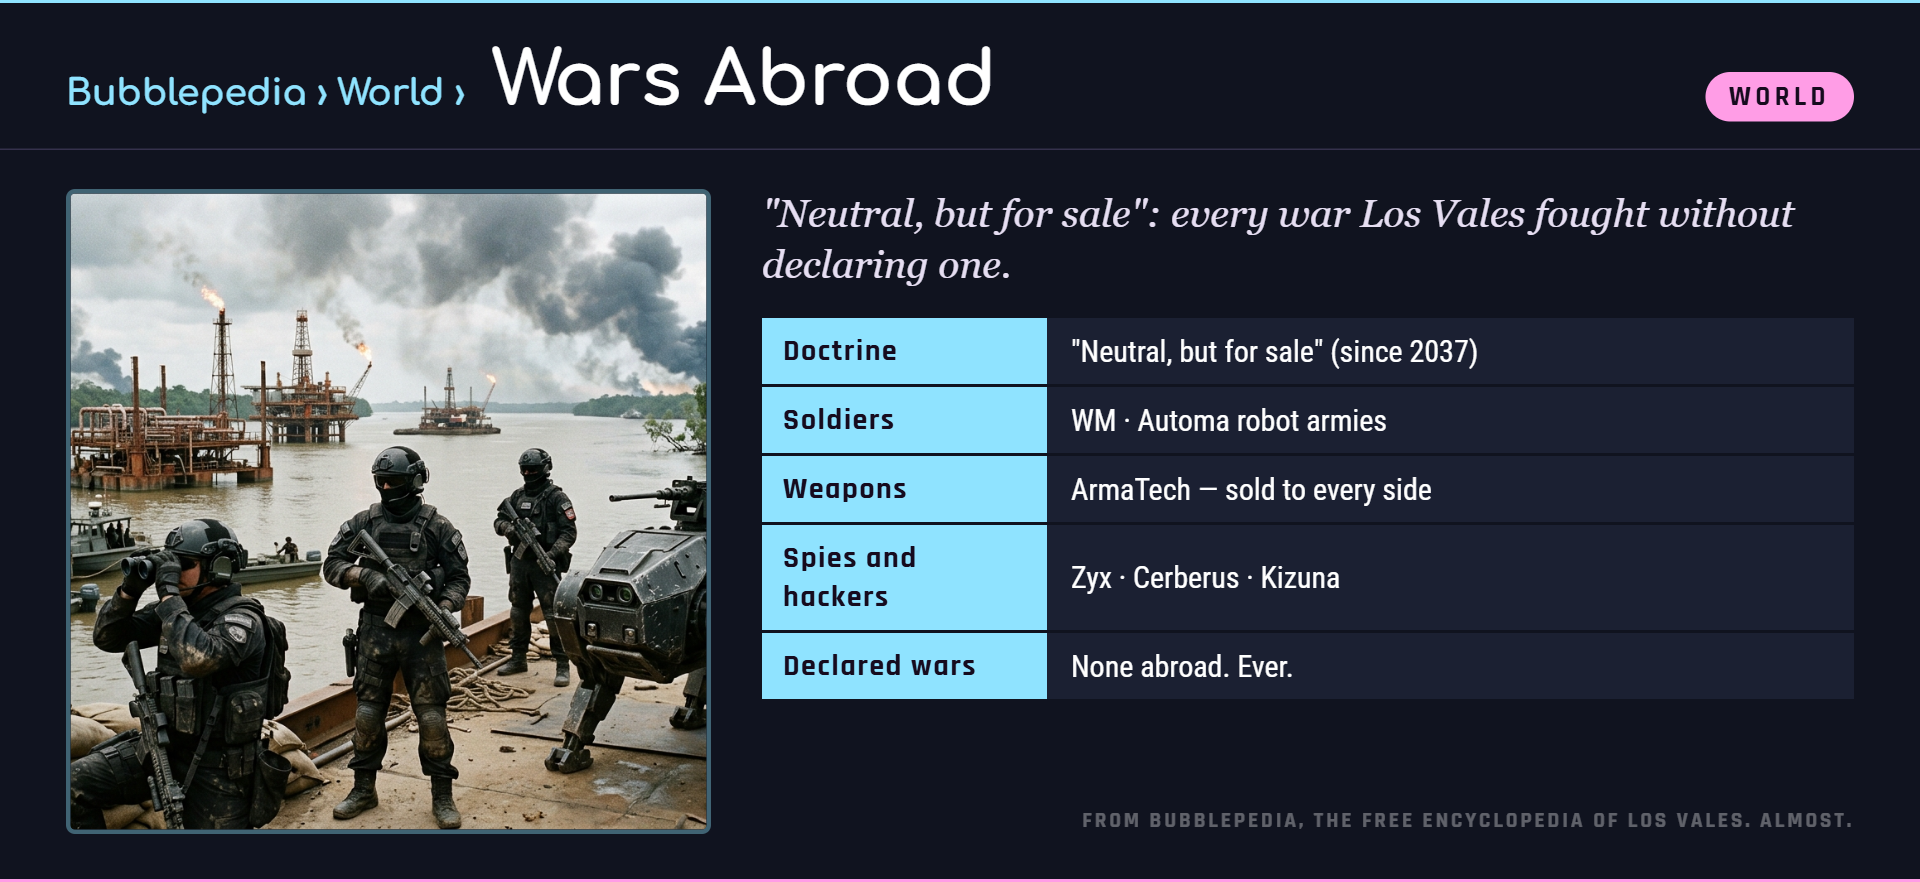 Bubblepedia › World › Wars Abroad
WORLD
"Neutral, but for sale": every war Los Vales fought without
declaring one.
Doctrine
"Neutral, but for sale" (since 2037)
Soldiers
WM · Automa robot armies
Weapons
ArmaTech — sold to every side
Spies and
hackers
Zyx · Cerberus · Kizuna
Declared wars
None abroad. Ever.
FROM BUBBLEPEDIA, THE FREE ENCYCLOPEDIA OF LOS VALES. ALMOST.